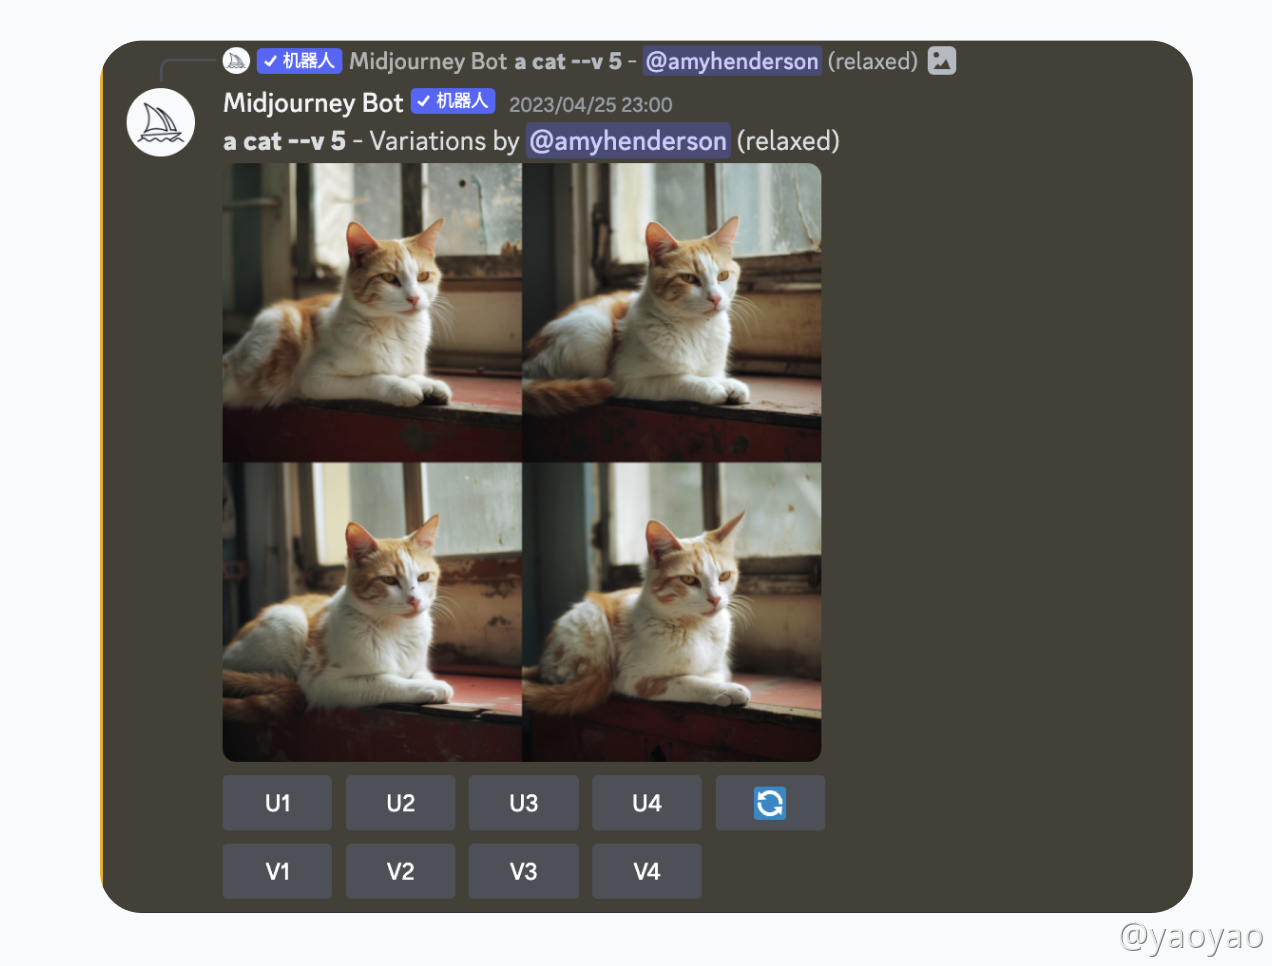 ✓ 机器人 Midjourney Bot a cat --v 5 - @amyhenderson (relaxed)
Midjourney Bot ✓ 机器人 2023/04/25 23:00
a cat --v 5 - Variations by @amyhenderson (relaxed)
U1 U2 U3 U4
V1 V2 V3 V4
@yaoyao